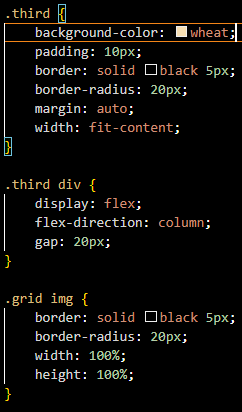 .third {
background-color: wheat;
padding: 10px;
border: solid black 5px;
border-radius: 20px;
margin: auto;
width: fit-content;
}
.third div {
display: flex;
flex-direction: column;
gap: 20px;
}
.grid img {
border: solid black 5px;
border-radius: 20px;
width: 100%;
height: 100%;
}